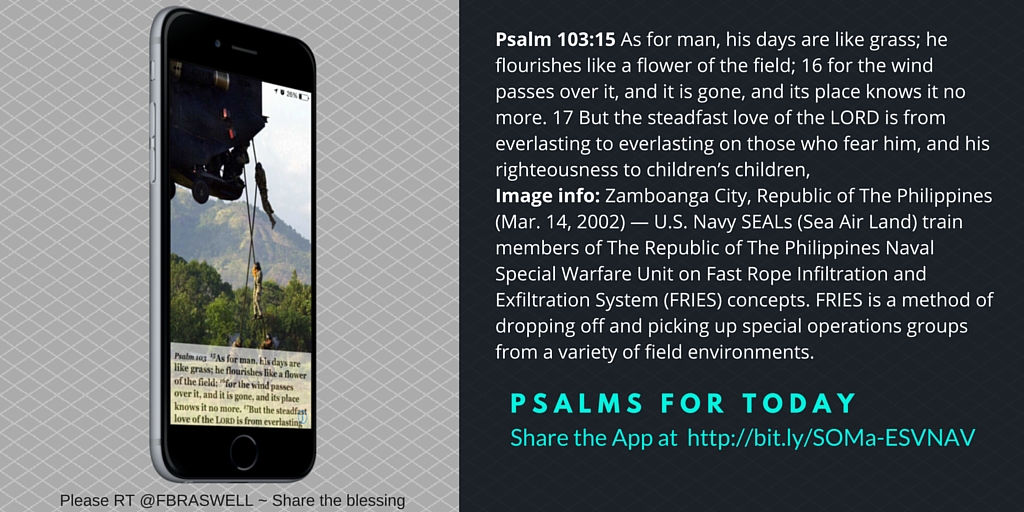 26%
Psalm 103 15As for man, his days are
like grass; he flourishes like a flower
of the field; 16for the wind passes
over it, and it is gone, and its place
knows it no more. 17But the steadfast
love of the LORD is from everlasting
Please RT @FBRASWELL ~ Share the blessing
Psalm 103:15 As for man, his days are like grass; he
flourishes like a flower of the field; 16 for the wind
passes over it, and it is gone, and its place knows it no
more. 17 But the steadfast love of the LORD is from
everlasting to everlasting on those who fear him, and his
righteousness to children’s children,
Image info: Zamboanga City, Republic of The Philippines
(Mar. 14, 2002) — U.S. Navy SEALs (Sea Air Land) train
members of The Republic of The Philippines Naval
Special Warfare Unit on Fast Rope Infiltration and
Exfiltration System (FRIES) concepts. FRIES is a method of
dropping off and picking up special operations groups
from a variety of field environments.
PSALMS FOR TODAY
Share the App at http://bit.ly/SOMa-ESVNAV